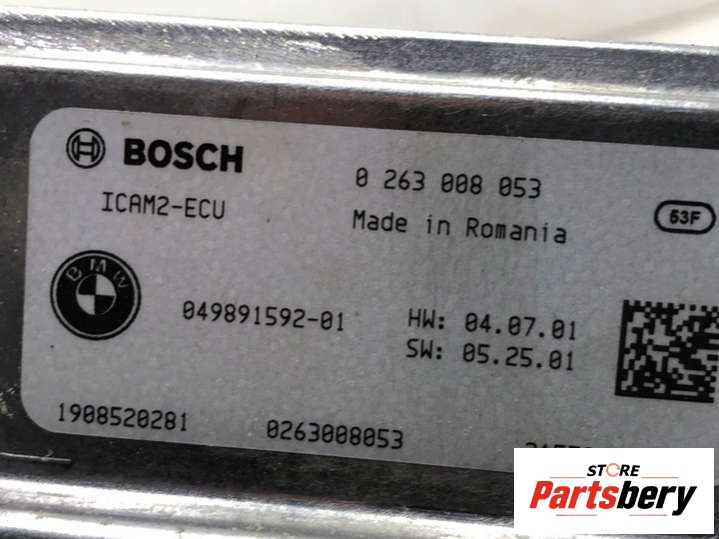 BOSCH 0 263 008 053
ICAM2-ECU Made in Romania 53F
BMW
049891592-01 HW: 04.07.01
SW: 05.25.01
1908520281 0263008053
STORE
Partsbery